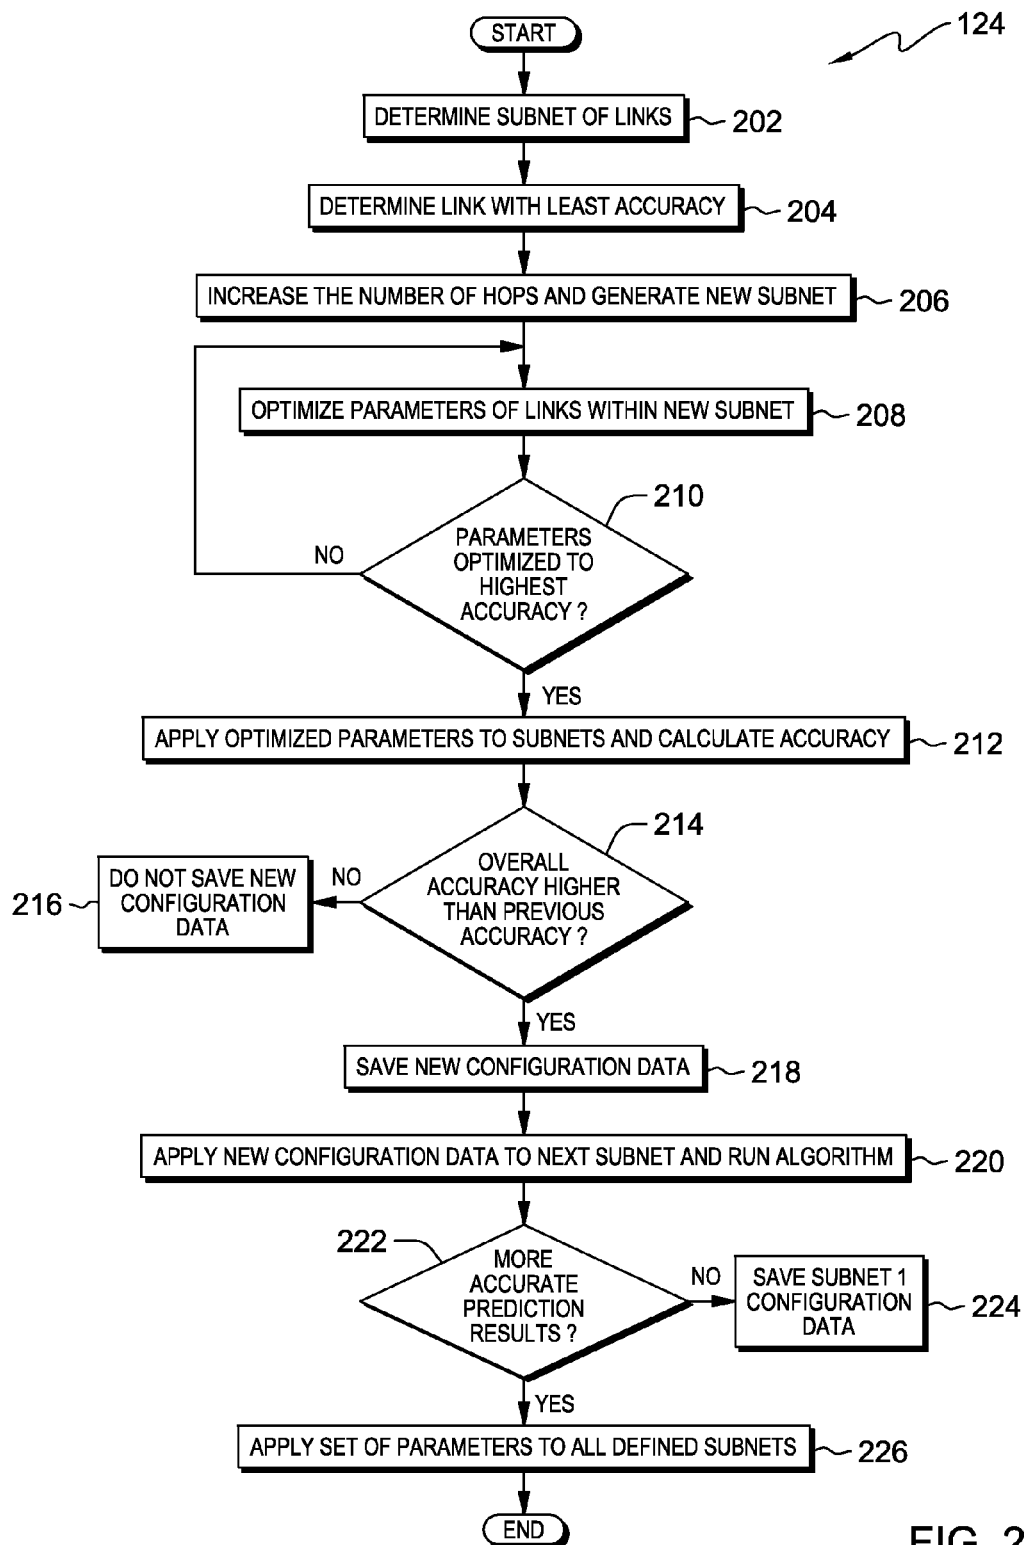 START
124
DETERMINE SUBNET OF LINKS
202
DETERMINE LINK WITH LEAST ACCURACY
204
INCREASE THE NUMBER OF HOPS AND GENERATE NEW SUBNET
206
OPTIMIZE PARAMETERS OF LINKS WITHIN NEW SUBNET
208
210
PARAMETERS
OPTIMIZED TO
HIGHEST
ACCURACY ?
NO
YES
APPLY OPTIMIZED PARAMETERS TO SUBNETS AND CALCULATE ACCURACY
212
214
OVERALL
ACCURACY HIGHER
THAN PREVIOUS
ACCURACY ?
NO
216
DO NOT SAVE NEW
CONFIGURATION
DATA
YES
SAVE NEW CONFIGURATION DATA
218
APPLY NEW CONFIGURATION DATA TO NEXT SUBNET AND RUN ALGORITHM
220
222
MORE
ACCURATE
PREDICTION
RESULTS ?
NO
SAVE SUBNET 1
CONFIGURATION
DATA
224
YES
APPLY SET OF PARAMETERS TO ALL DEFINED SUBNETS
226
END
FIG. 2